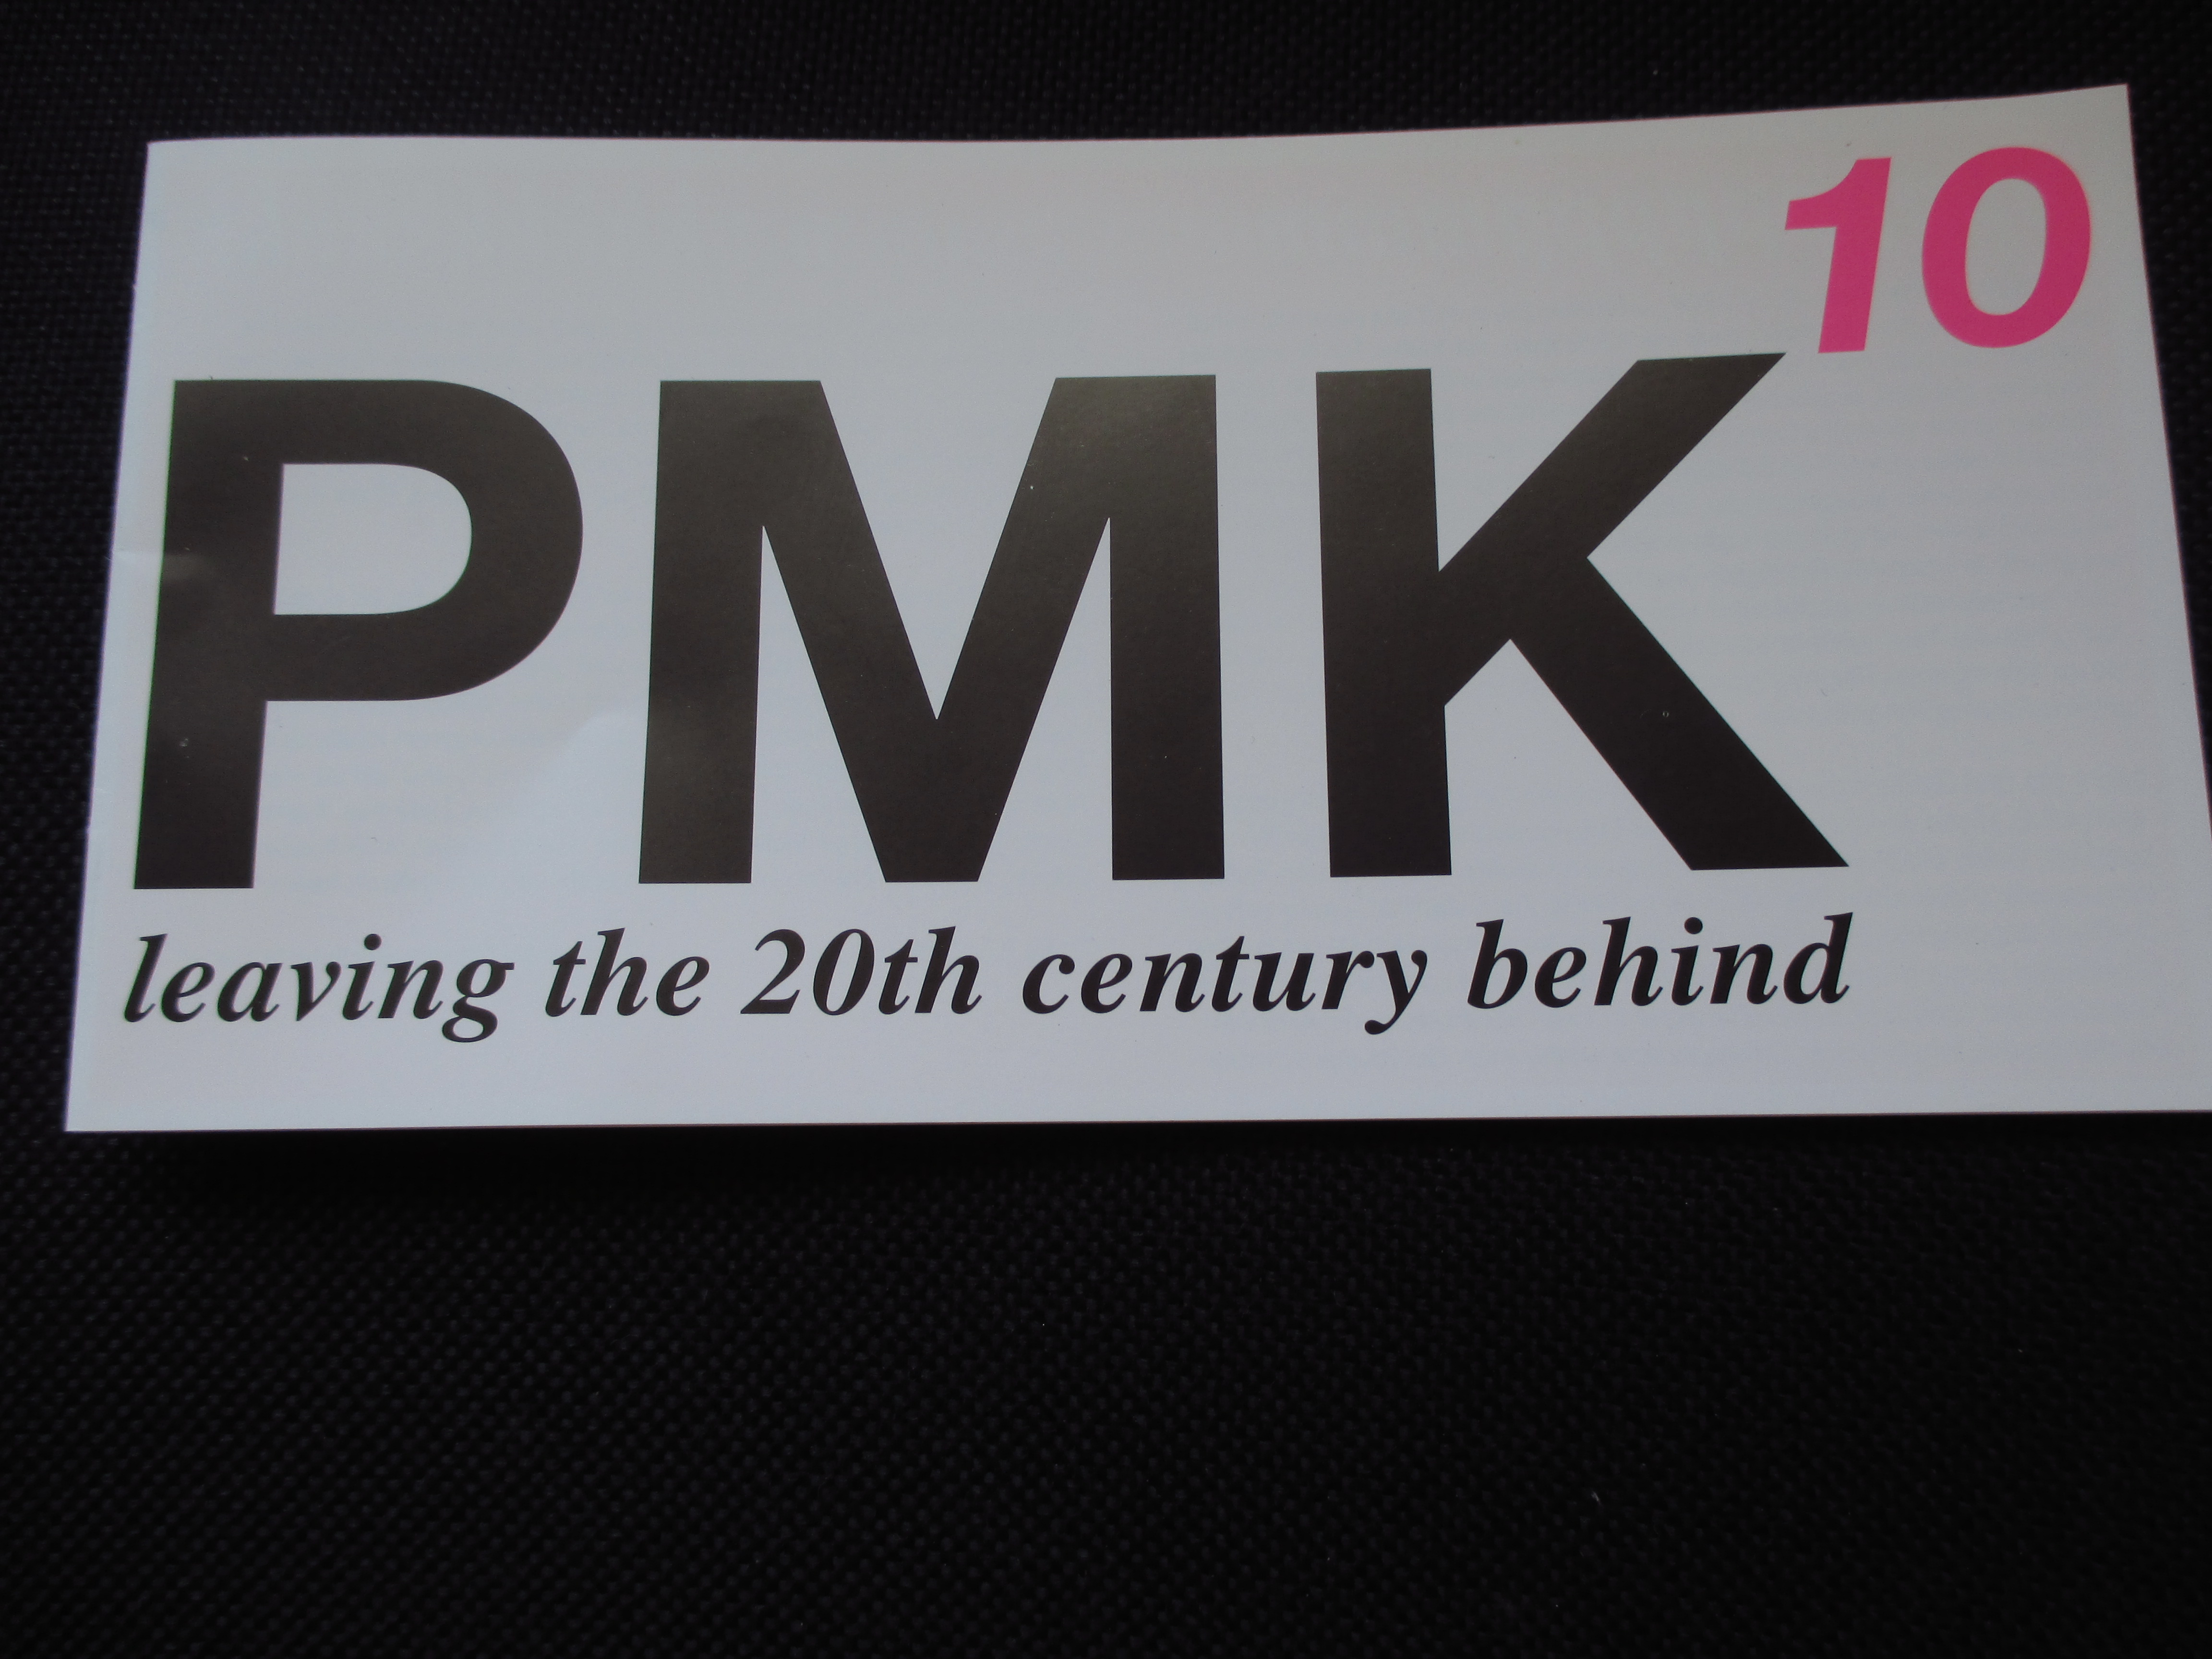 10
PMK
leaving the 20th century behind